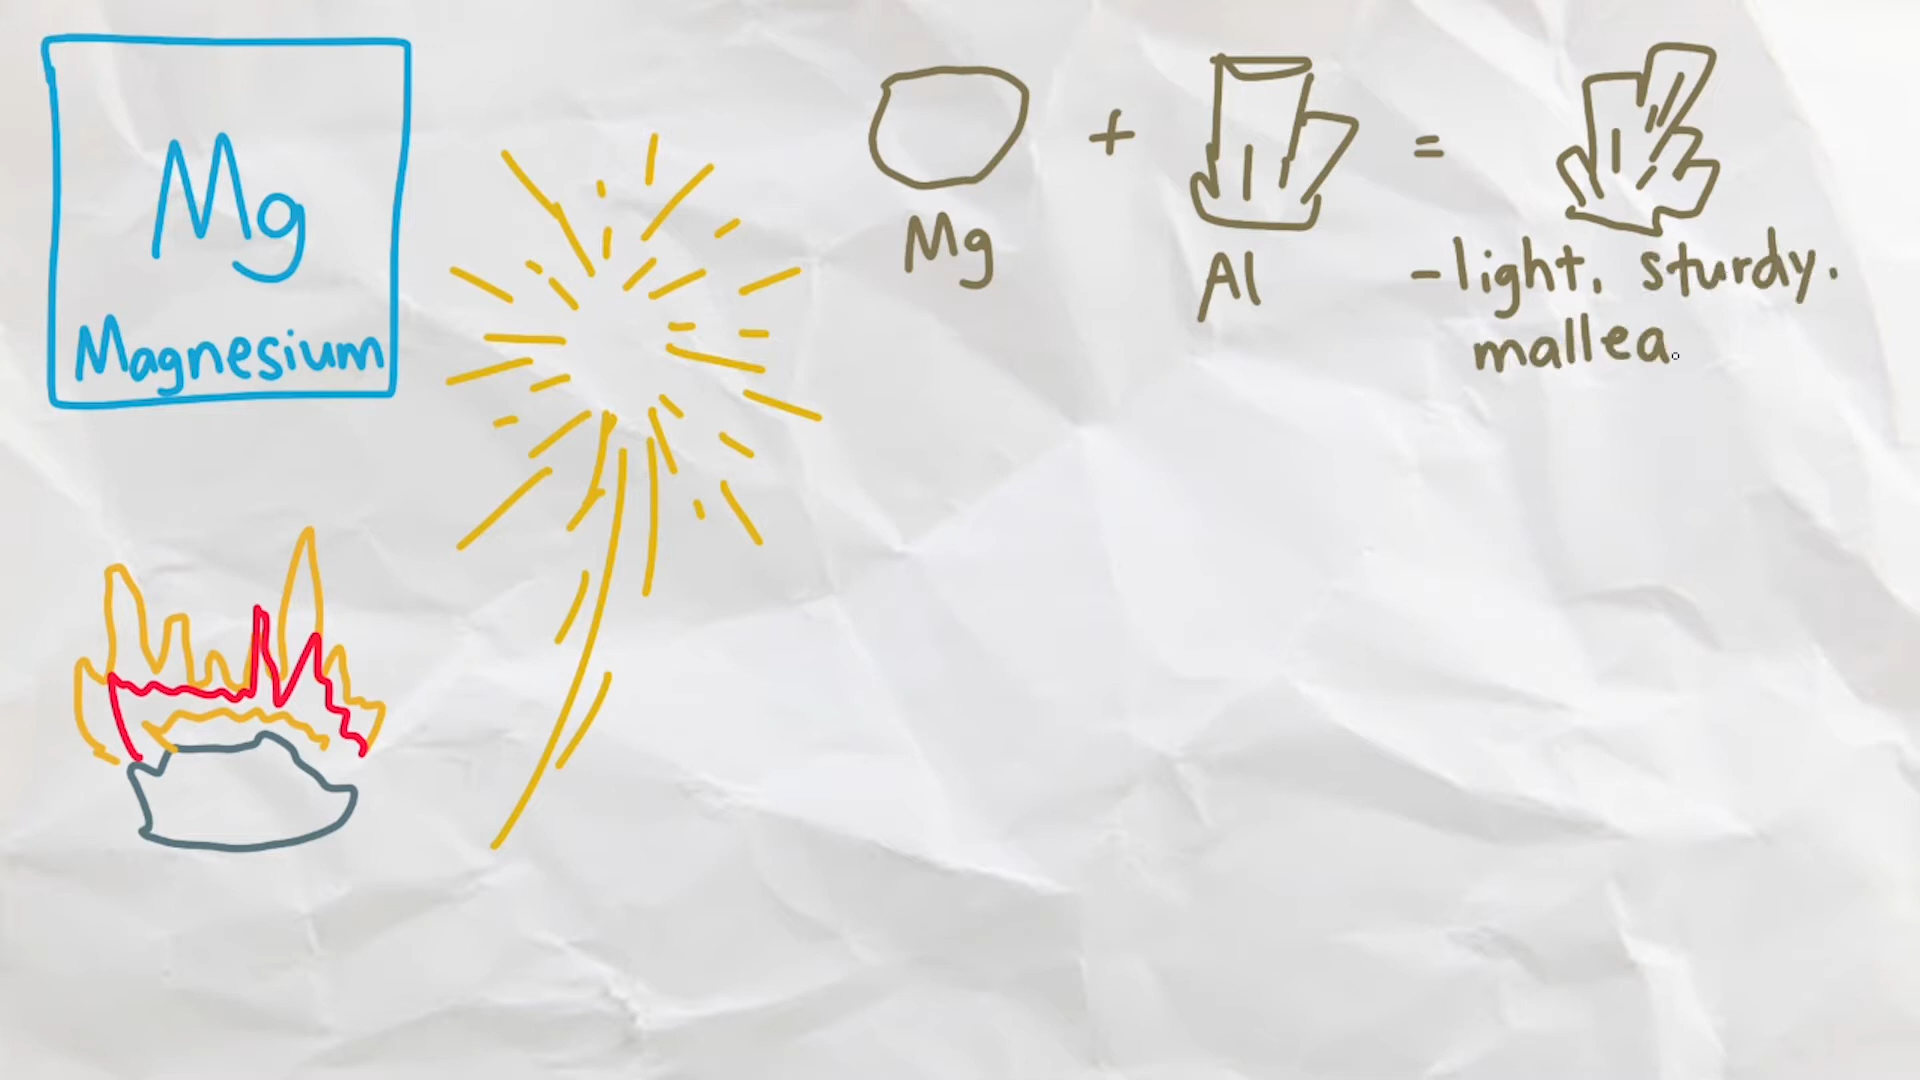 Mg
Magnesium
Mg
+
Al
=
-light. sturdy.
mallea